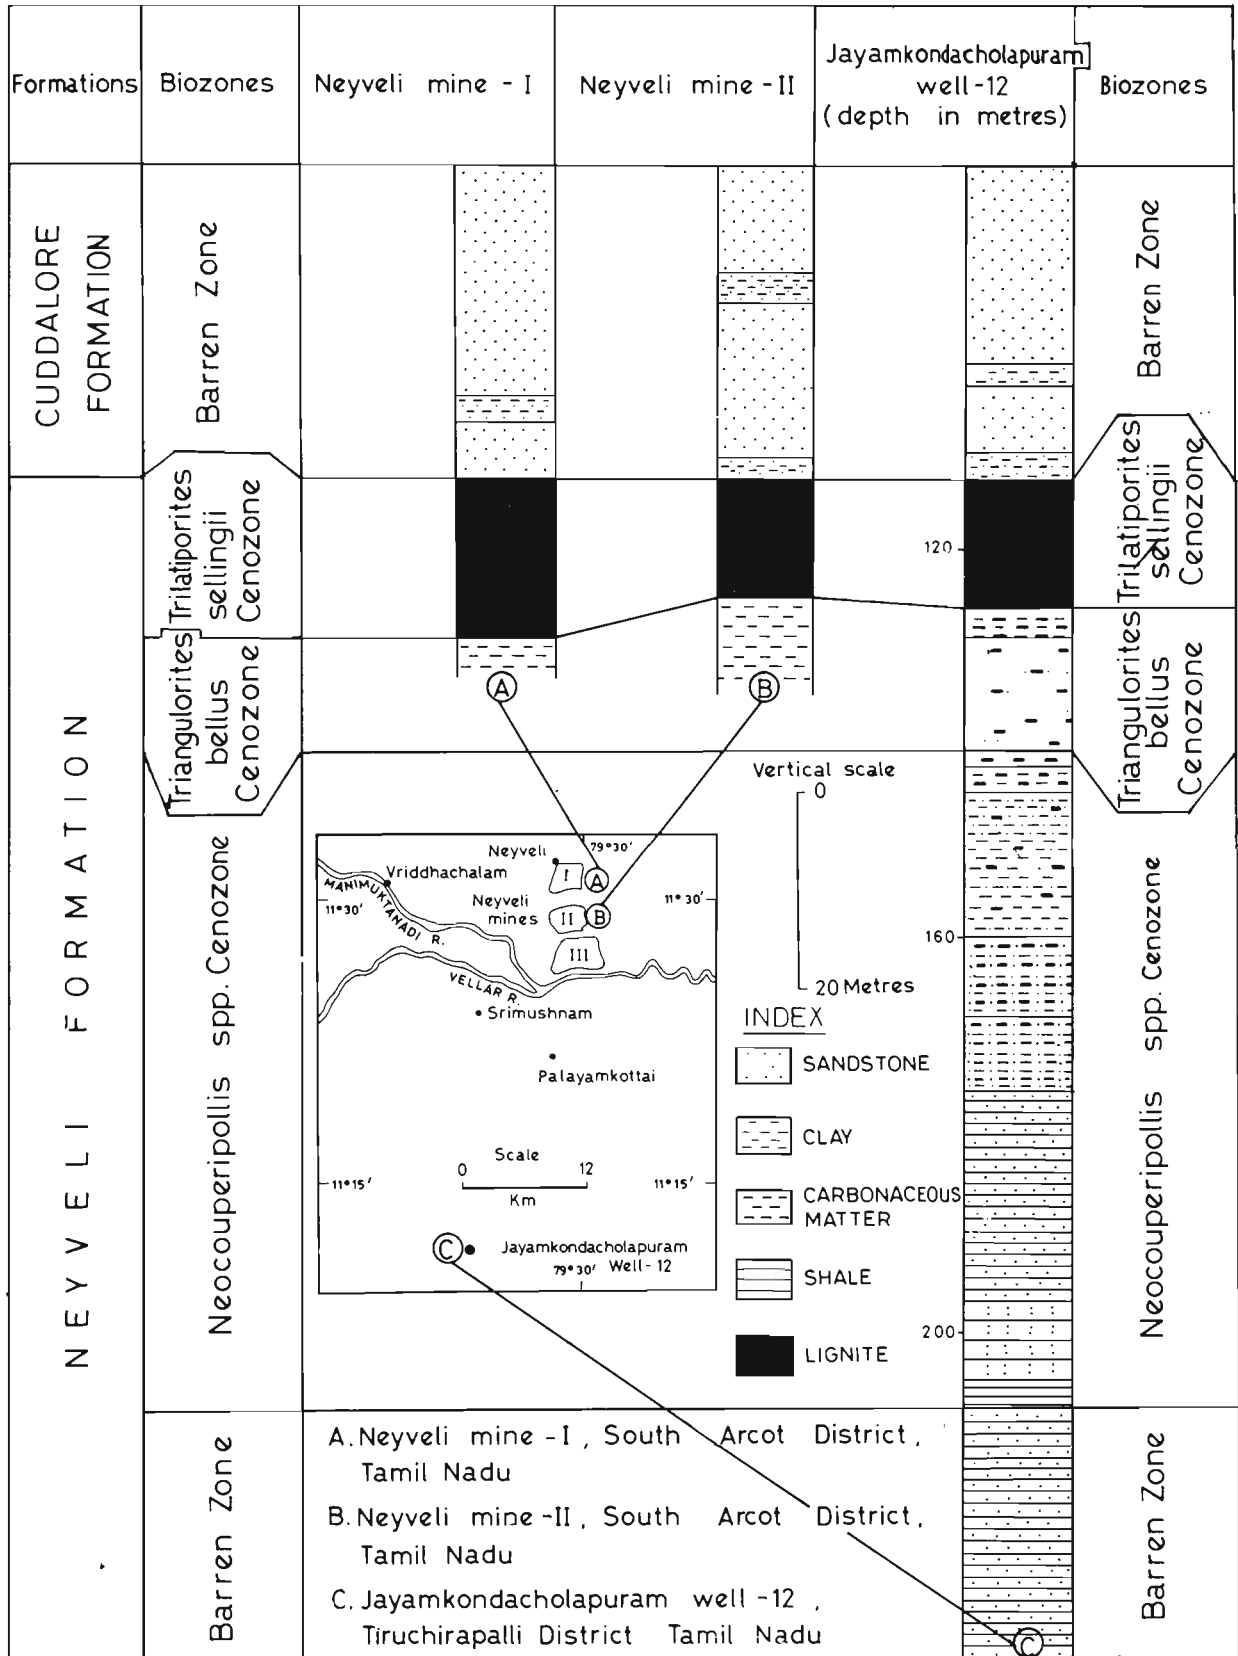 Formations
Biozones
Neyveli mine - I
Neyveli mine - II
Jayamkondacholapuram
well - 12
(depth in metres)
Biozones
CUDDALORE
FORMATION
Barren Zone
Barren Zone
Trilatiporites
sellingii
Cenozone
Trilatiporites
sellingii
Cenozone
120
Triangulorites
bellus
Cenozone
Triangulorites
bellus
Cenozone
A
B
NEYVELI FORMATION
Neocouperipollis spp. Cenozone
Neocouperipollis spp. Cenozone
Vertical scale
0
20 Metres
79°30'
Neyveli
I
A
Vriddhachalam
MANIMUKTANADI R.
11°30'
Neyveli
mines
II
B
11°30'
III
VELLAR R.
Srimushnam
Palayamkottai
Scale
0 12
Km
11°15'
11°15'
C
Jayamkondacholapuram
79°30' Well - 12
160
200
INDEX
SANDSTONE
CLAY
CARBONACEOUS
MATTER
SHALE
LIGNITE
Barren Zone
Barren Zone
A. Neyveli mine - I, South Arcot District,
Tamil Nadu
B. Neyveli mine - II, South Arcot District,
Tamil Nadu
C. Jayamkondacholapuram well - 12,
Tiruchirapalli District Tamil Nadu
C